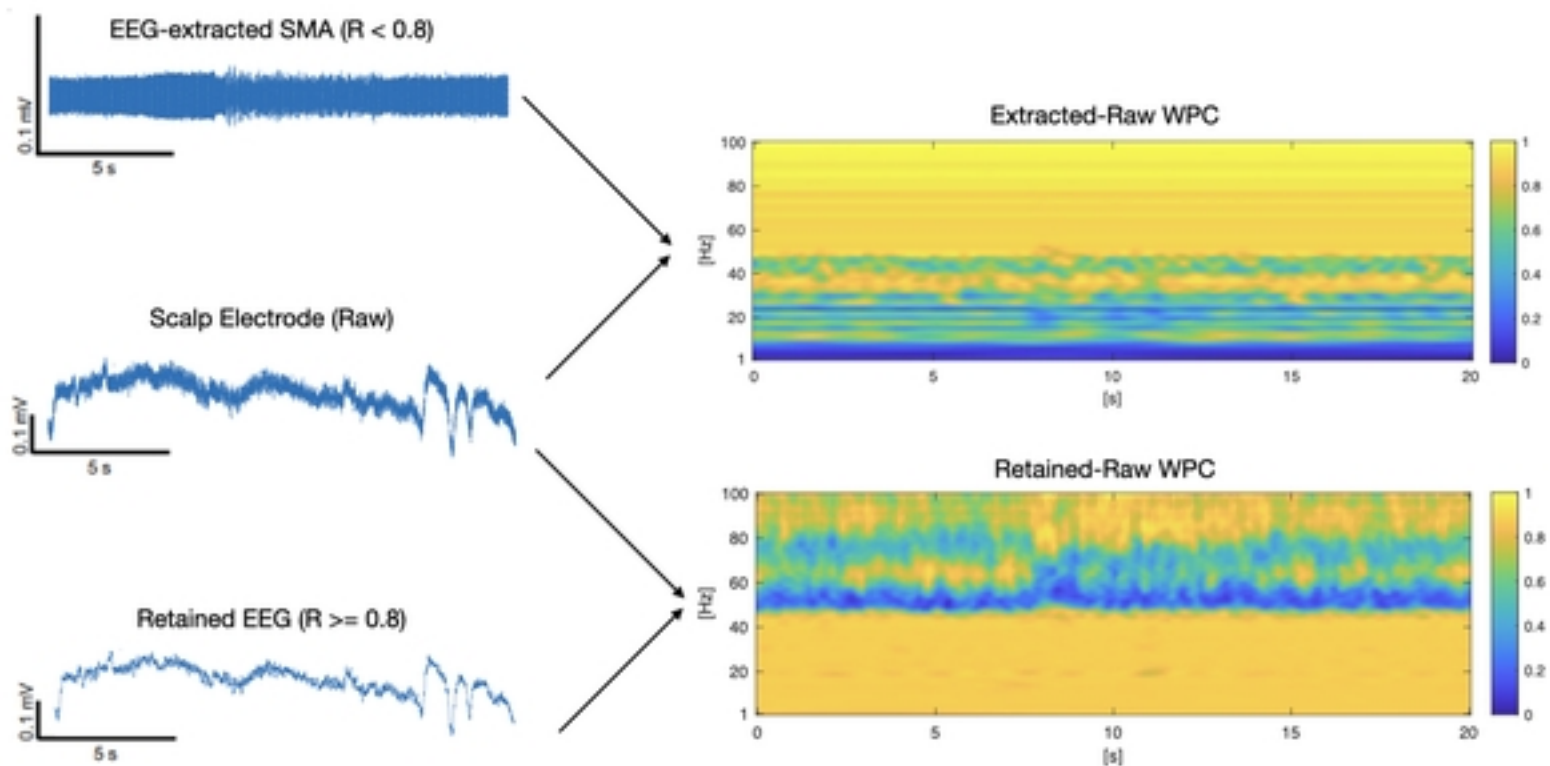 EEG-extracted SMA (R < 0.8)
0.1 mV
5 s
Scalp Electrode (Raw)
0.1 mV
5 s
Retained EEG (R >= 0.8)
0.1 mV
5 s
Extracted-Raw WPC
100
80
60
40
20
1
[Hz]
0
5
10
15
20
[s]
1
0.8
0.6
0.4
0.2
0
Retained-Raw WPC
100
80
60
40
20
1
[Hz]
0
5
10
15
20
[s]
1
0.8
0.6
0.4
0.2
0